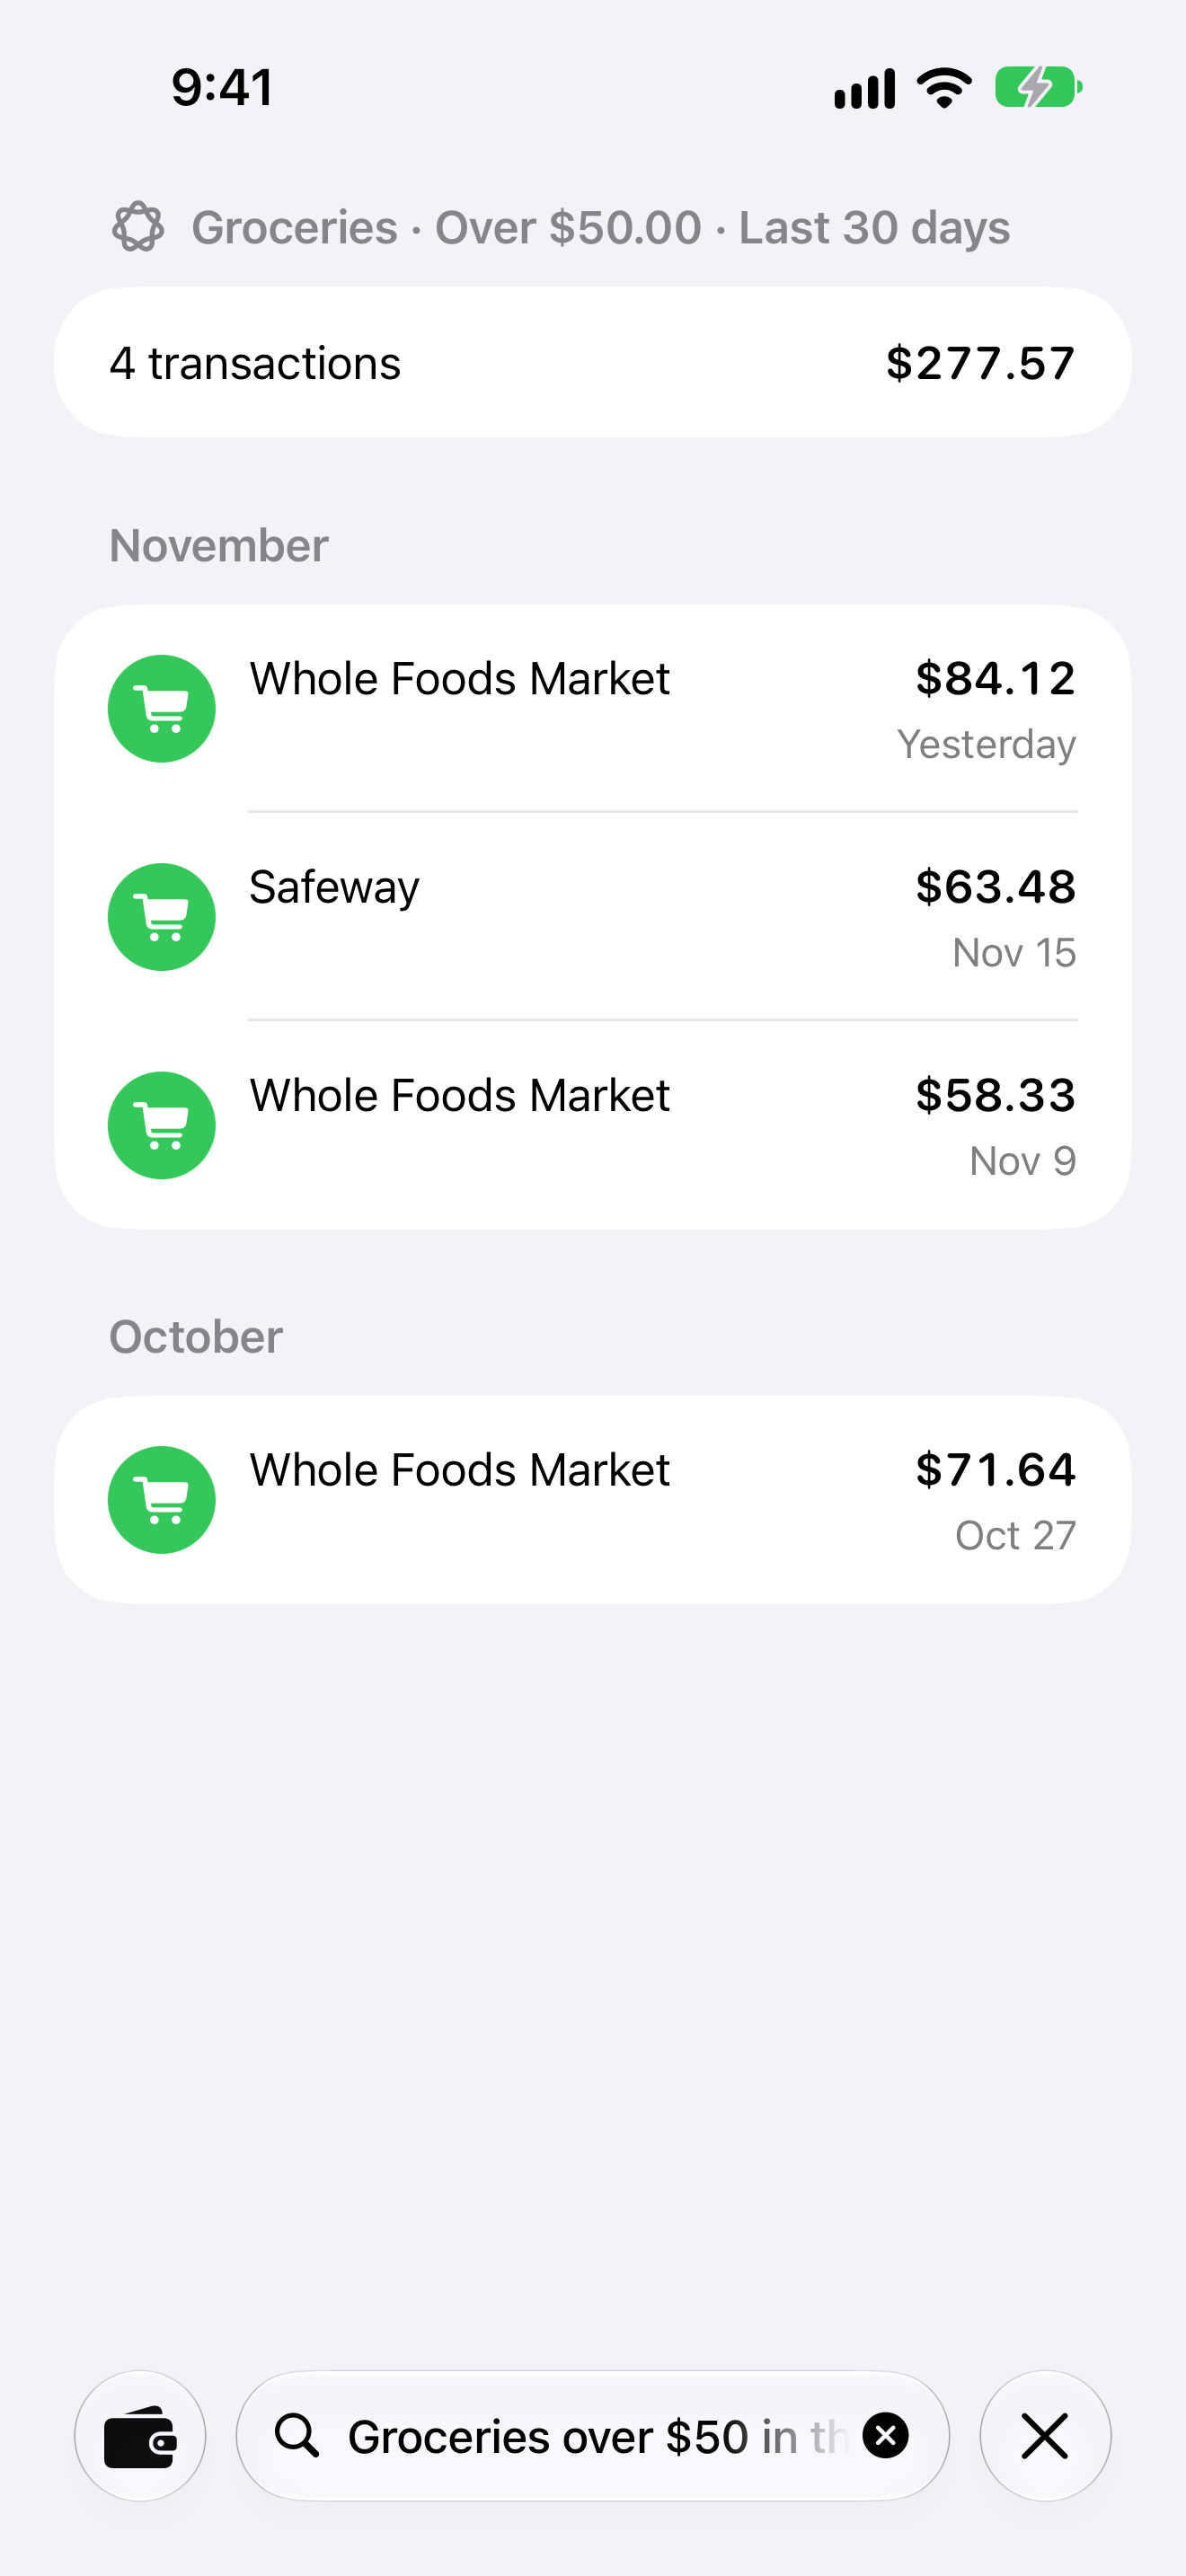 9:41
Groceries · Over $50.00 · Last 30 days
4 transactions $277.57
November
Whole Foods Market $84.12
Yesterday
Safeway $63.48
Nov 15
Whole Foods Market $58.33
Nov 9
October
Whole Foods Market $71.64
Oct 27
Groceries over $50 in th